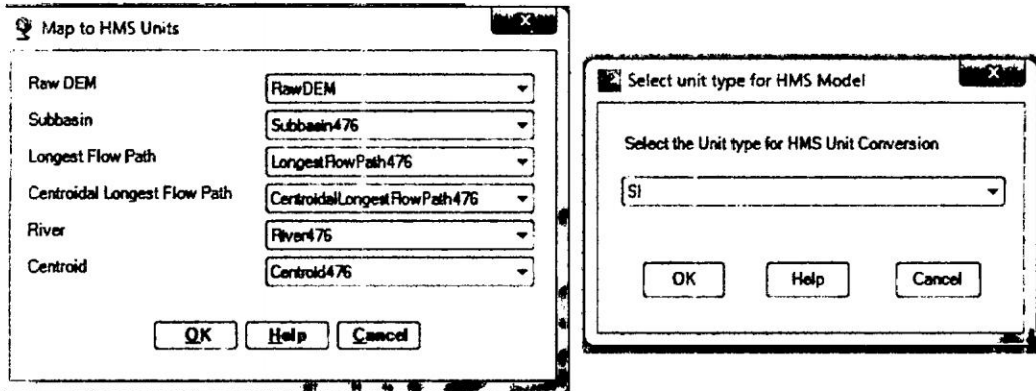 Map to HMS Units
Raw DEM RawDEM
Subbasin Subbasin476
Longest Flow Path LongestFlowPath476
Centroidal Longest Flow Path CentroidalLongestFlowPath476
River River476
Centroid Centroid476
OK Help Cancel
Select unit type for HMS Model
Select the Unit type for HMS Unit Conversion
SI
OK Help Cancel